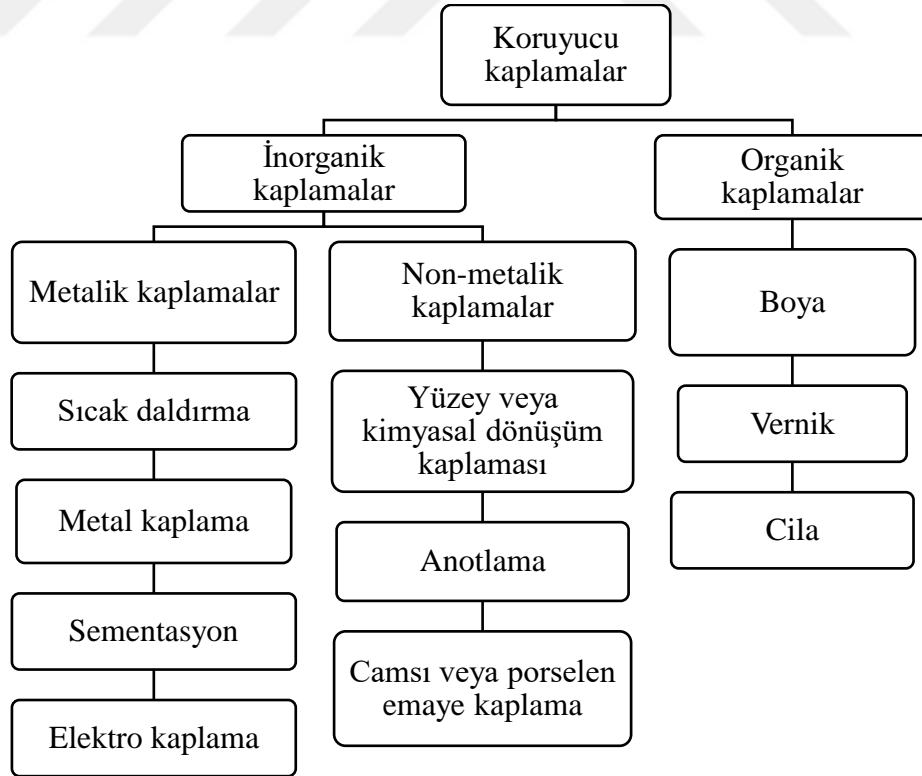 Koruyucu
kaplamalar
İnorganik
kaplamalar
Organik
kaplamalar
Metalik kaplamalar
Non-metalik
kaplamalar
Boya
Sıcak daldırma
Yüzey veya
kimyasal dönüşüm
kaplaması
Vernik
Metal kaplama
Anotlama
Cila
Sementasyon
Camsı veya porselen
emaye kaplama
Elektro kaplama